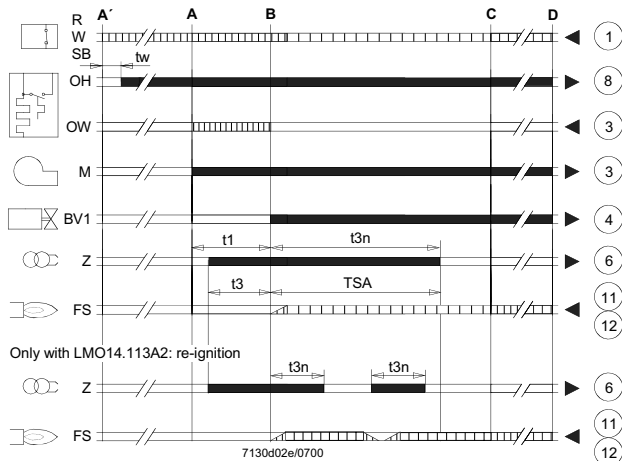 A´ A B C D
R
W 1
SB tw
OH 8
OW 3
M 3
BV1 4
t1 t3n
Z 6
t3 TSA
FS 11
12
Only with LMO14.113A2: re-ignition
t3n t3n
Z 6
FS 11
12
7130d02e/0700